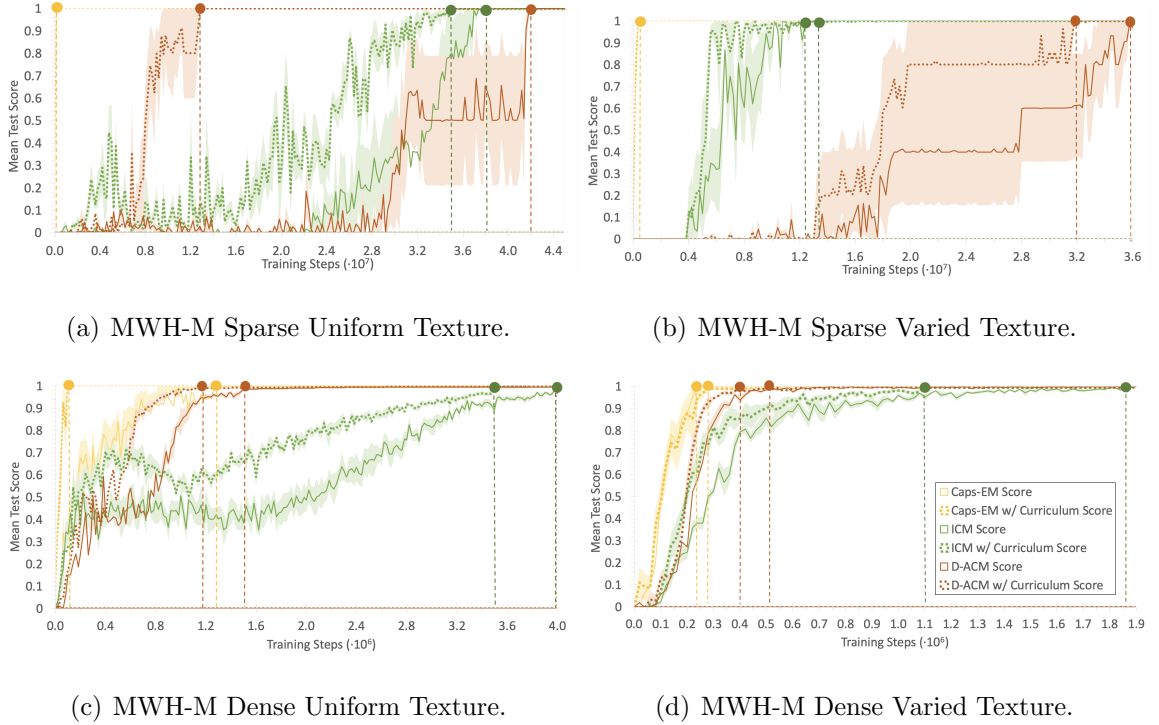 1
0.9
0.8
0.7
0.6
0.5
0.4
0.3
0.2
0.1
0
Mean Test Score
0.0 0.4 0.8 1.2 1.6 2.0 2.4 2.8 3.2 3.6 4.0 4.4
Training Steps (·10⁷)
(a) MWH-M Sparse Uniform Texture.
1
0.9
0.8
0.7
0.6
0.5
0.4
0.3
0.2
0.1
0
Mean Test Score
0.0 0.4 0.8 1.2 1.6 2.0 2.4 2.8 3.2 3.6
Training Steps (·10⁷)
(b) MWH-M Sparse Varied Texture.
1
0.9
0.8
0.7
0.6
0.5
0.4
0.3
0.2
0.1
0
Mean Test Score
0.0 0.4 0.8 1.2 1.6 2.0 2.4 2.8 3.2 3.6 4.0
Training Steps (·10⁶)
(c) MWH-M Dense Uniform Texture.
1
0.9
0.8
0.7
0.6
0.5
0.4
0.3
0.2
0.1
0
Mean Test Score
Caps-EM Score
Caps-EM w/ Curriculum Score
ICM Score
ICM w/ Curriculum Score
D-ACM Score
D-ACM w/ Curriculum Score
0.0 0.1 0.2 0.3 0.4 0.5 0.6 0.7 0.8 0.9 1.0 1.1 1.2 1.3 1.4 1.5 1.6 1.7 1.8 1.9
Training Steps (·10⁶)
(d) MWH-M Dense Varied Texture.